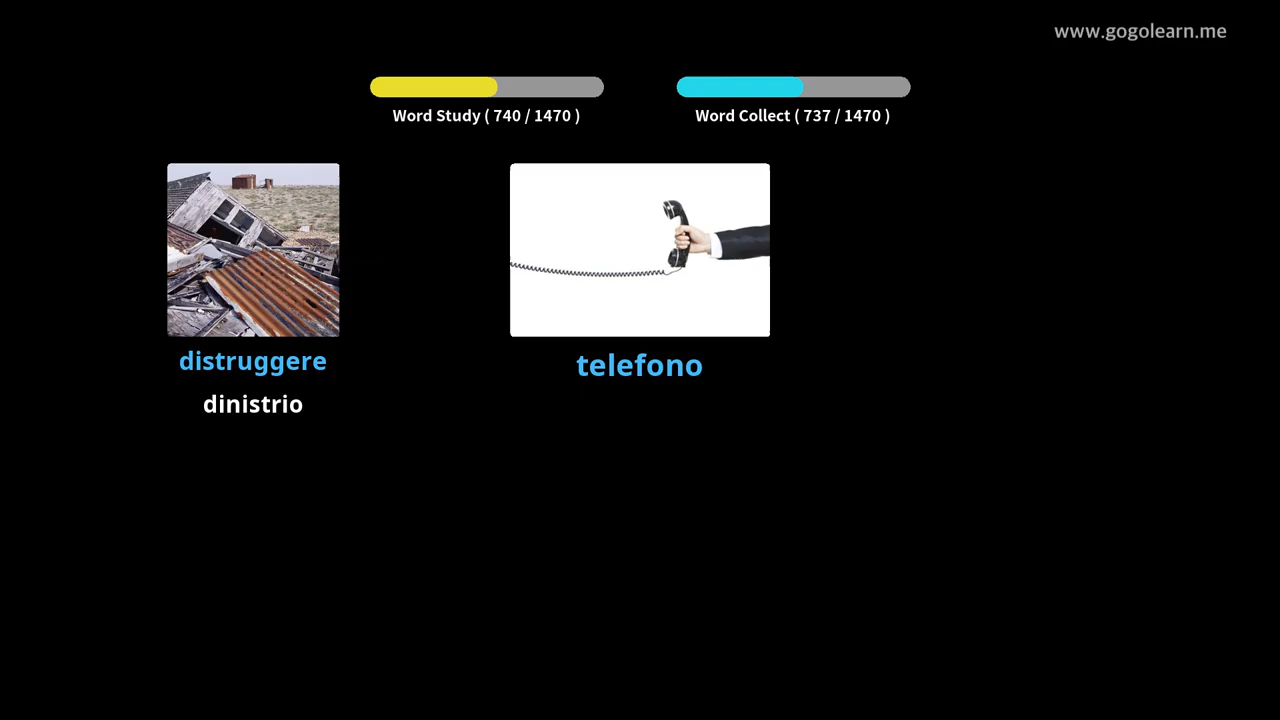 www.gogolearn.me
Word Study ( 740 / 1470 )
Word Collect ( 737 / 1470 )
distruggere
dinistrio
telefono